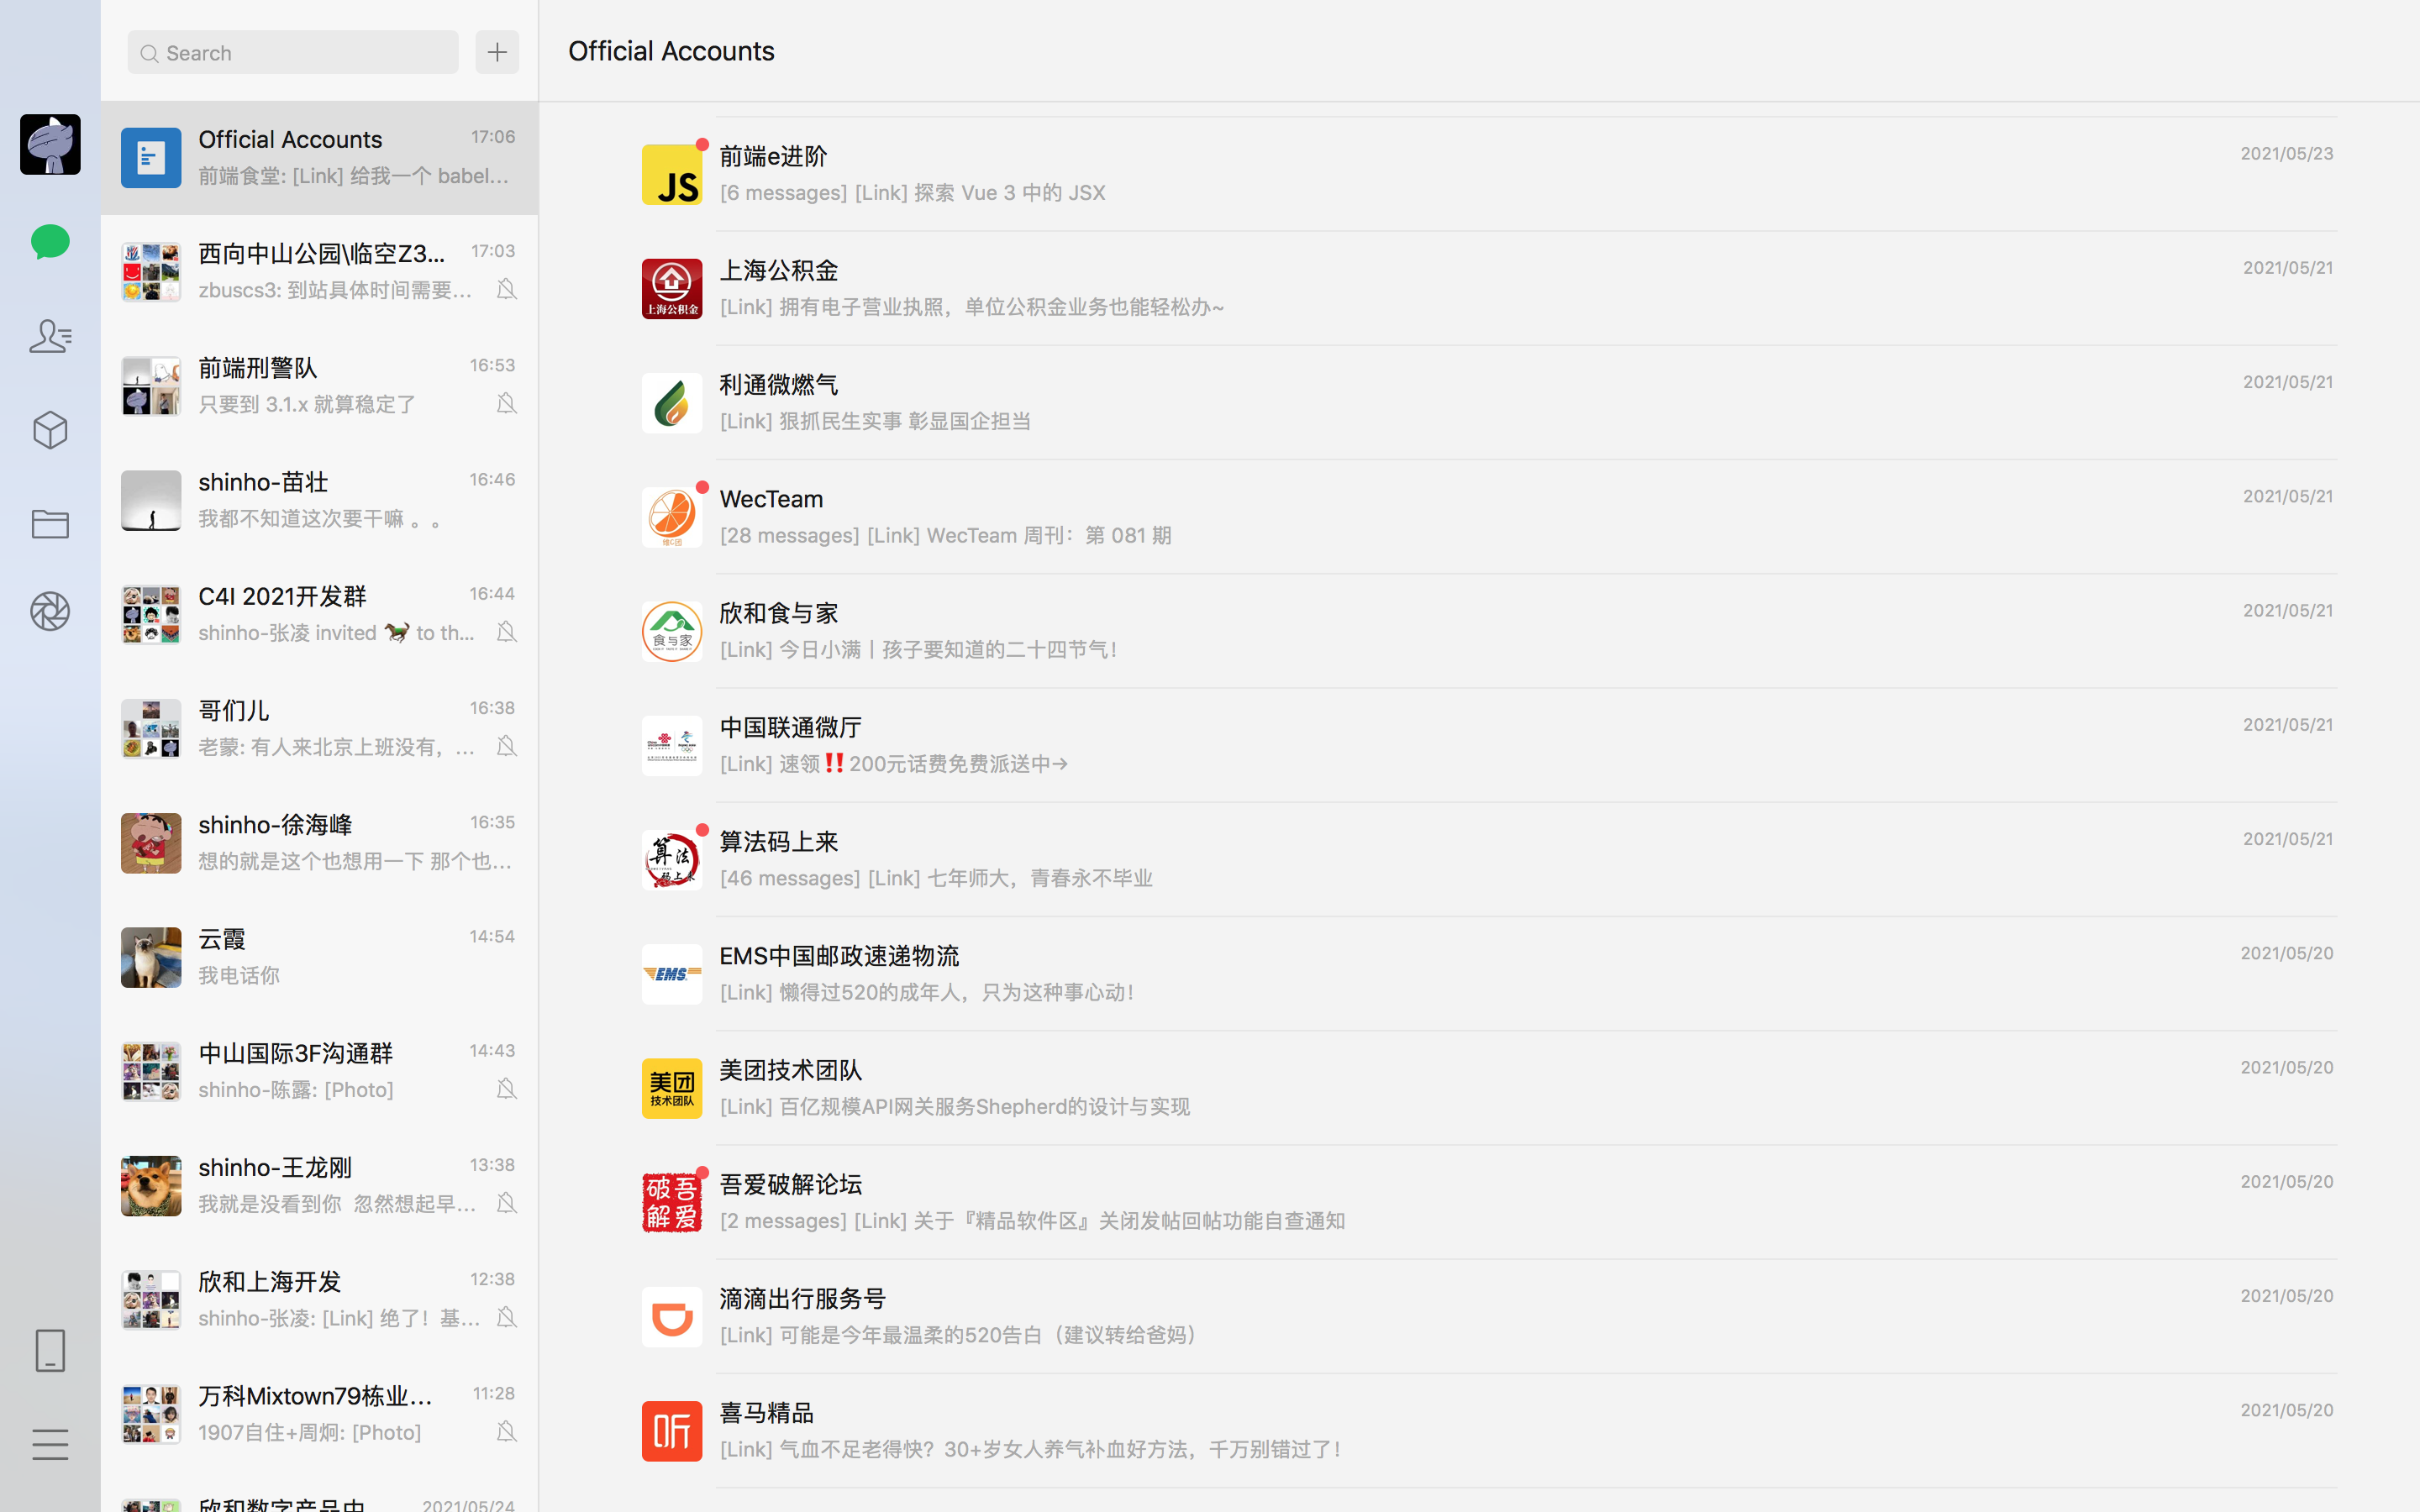 Search
Official Accounts
17:06
前端食堂: [Link] 给我一个 babel...
西向中山公园\临空Z3...
17:03
zbuscs3: 到站具体时间需要...
前端刑警队
16:53
只要到 3.1.x 就算稳定了
shinho-苗壮
16:46
我都不知道这次要干嘛 。。
C4I 2021开发群
16:44
shinho-张凌 invited 🐎 to th...
哥们儿
16:38
老蒙: 有人来北京上班没有，...
shinho-徐海峰
16:35
想的就是这个也想用一下 那个也...
云霞
14:54
我电话你
中山国际3F沟通群
14:43
shinho-陈露: [Photo]
shinho-王龙刚
13:38
我就是没看到你 忽然想起早...
欣和上海开发
12:38
shinho-张凌: [Link] 绝了！基...
万科Mixtown79栋业...
11:28
1907自住+周炯: [Photo]
欣和数字产品中
2021/05/24
Official Accounts
JS
前端e进阶
2021/05/23
[6 messages] [Link] 探索 Vue 3 中的 JSX
上海公积金
上海公积金
2021/05/21
[Link] 拥有电子营业执照，单位公积金业务也能轻松办~
利通微燃气
2021/05/21
[Link] 狠抓民生实事 彰显国企担当
维C团
WecTeam
2021/05/21
[28 messages] [Link] WecTeam 周刊：第 081 期
食与家
欣和食与家
2021/05/21
[Link] 今日小满丨孩子要知道的二十四节气！
中国联通微厅
2021/05/21
[Link] 速领‼️200元话费免费派送中→
算法
码上来
算法码上来
2021/05/21
[46 messages] [Link] 七年师大，青春永不毕业
EMS
EMS中国邮政速递物流
2021/05/20
[Link] 懒得过520的成年人，只为这种事心动！
美团
技术团队
美团技术团队
2021/05/20
[Link] 百亿规模API网关服务Shepherd的设计与实现
吾爱破解
吾爱破解论坛
2021/05/20
[2 messages] [Link] 关于『精品软件区』关闭发帖回帖功能自查通知
滴滴出行服务号
2021/05/20
[Link] 可能是今年最温柔的520告白（建议转给爸妈）
听
喜马精品
2021/05/20
[Link] 气血不足老得快？30+岁女人养气补血好方法，千万别错过了！